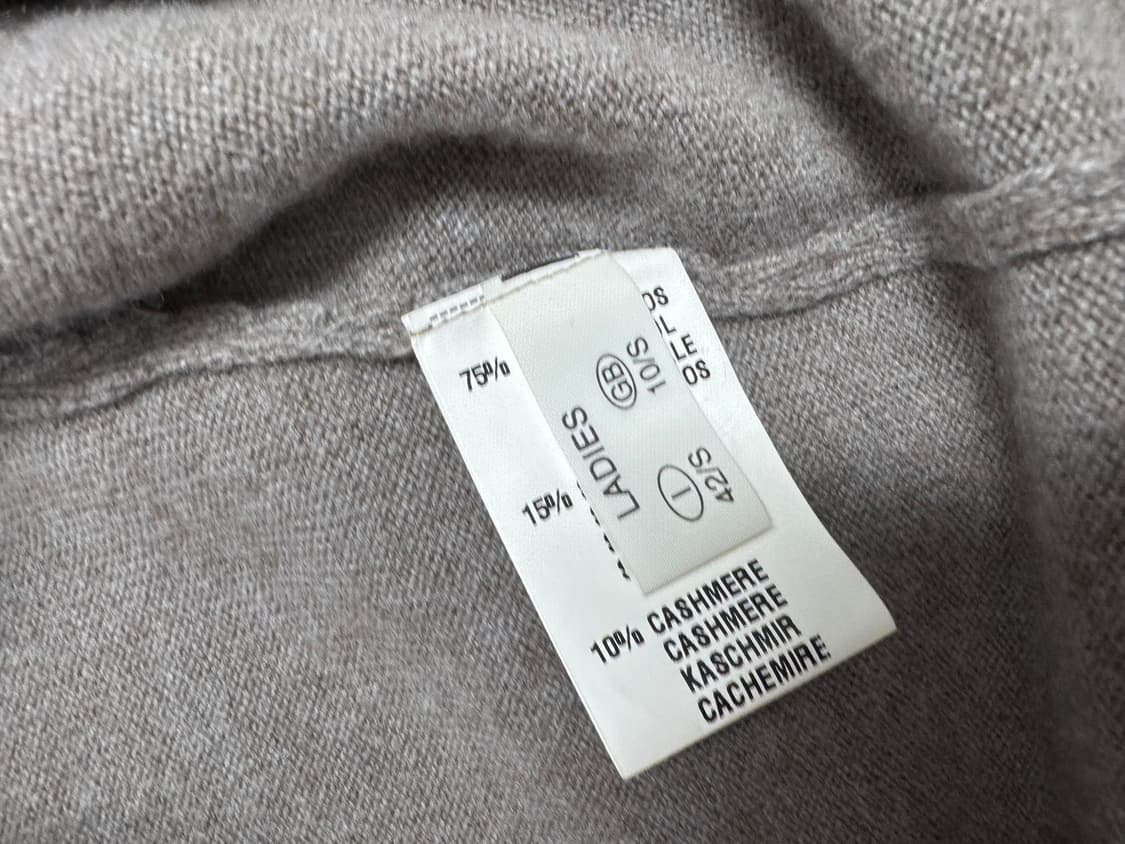 75%
15%
10% CASHMERE
CASHMERE
KASCHMIR
CACHEMIRE
LADIES
I GB
42/S 10/S